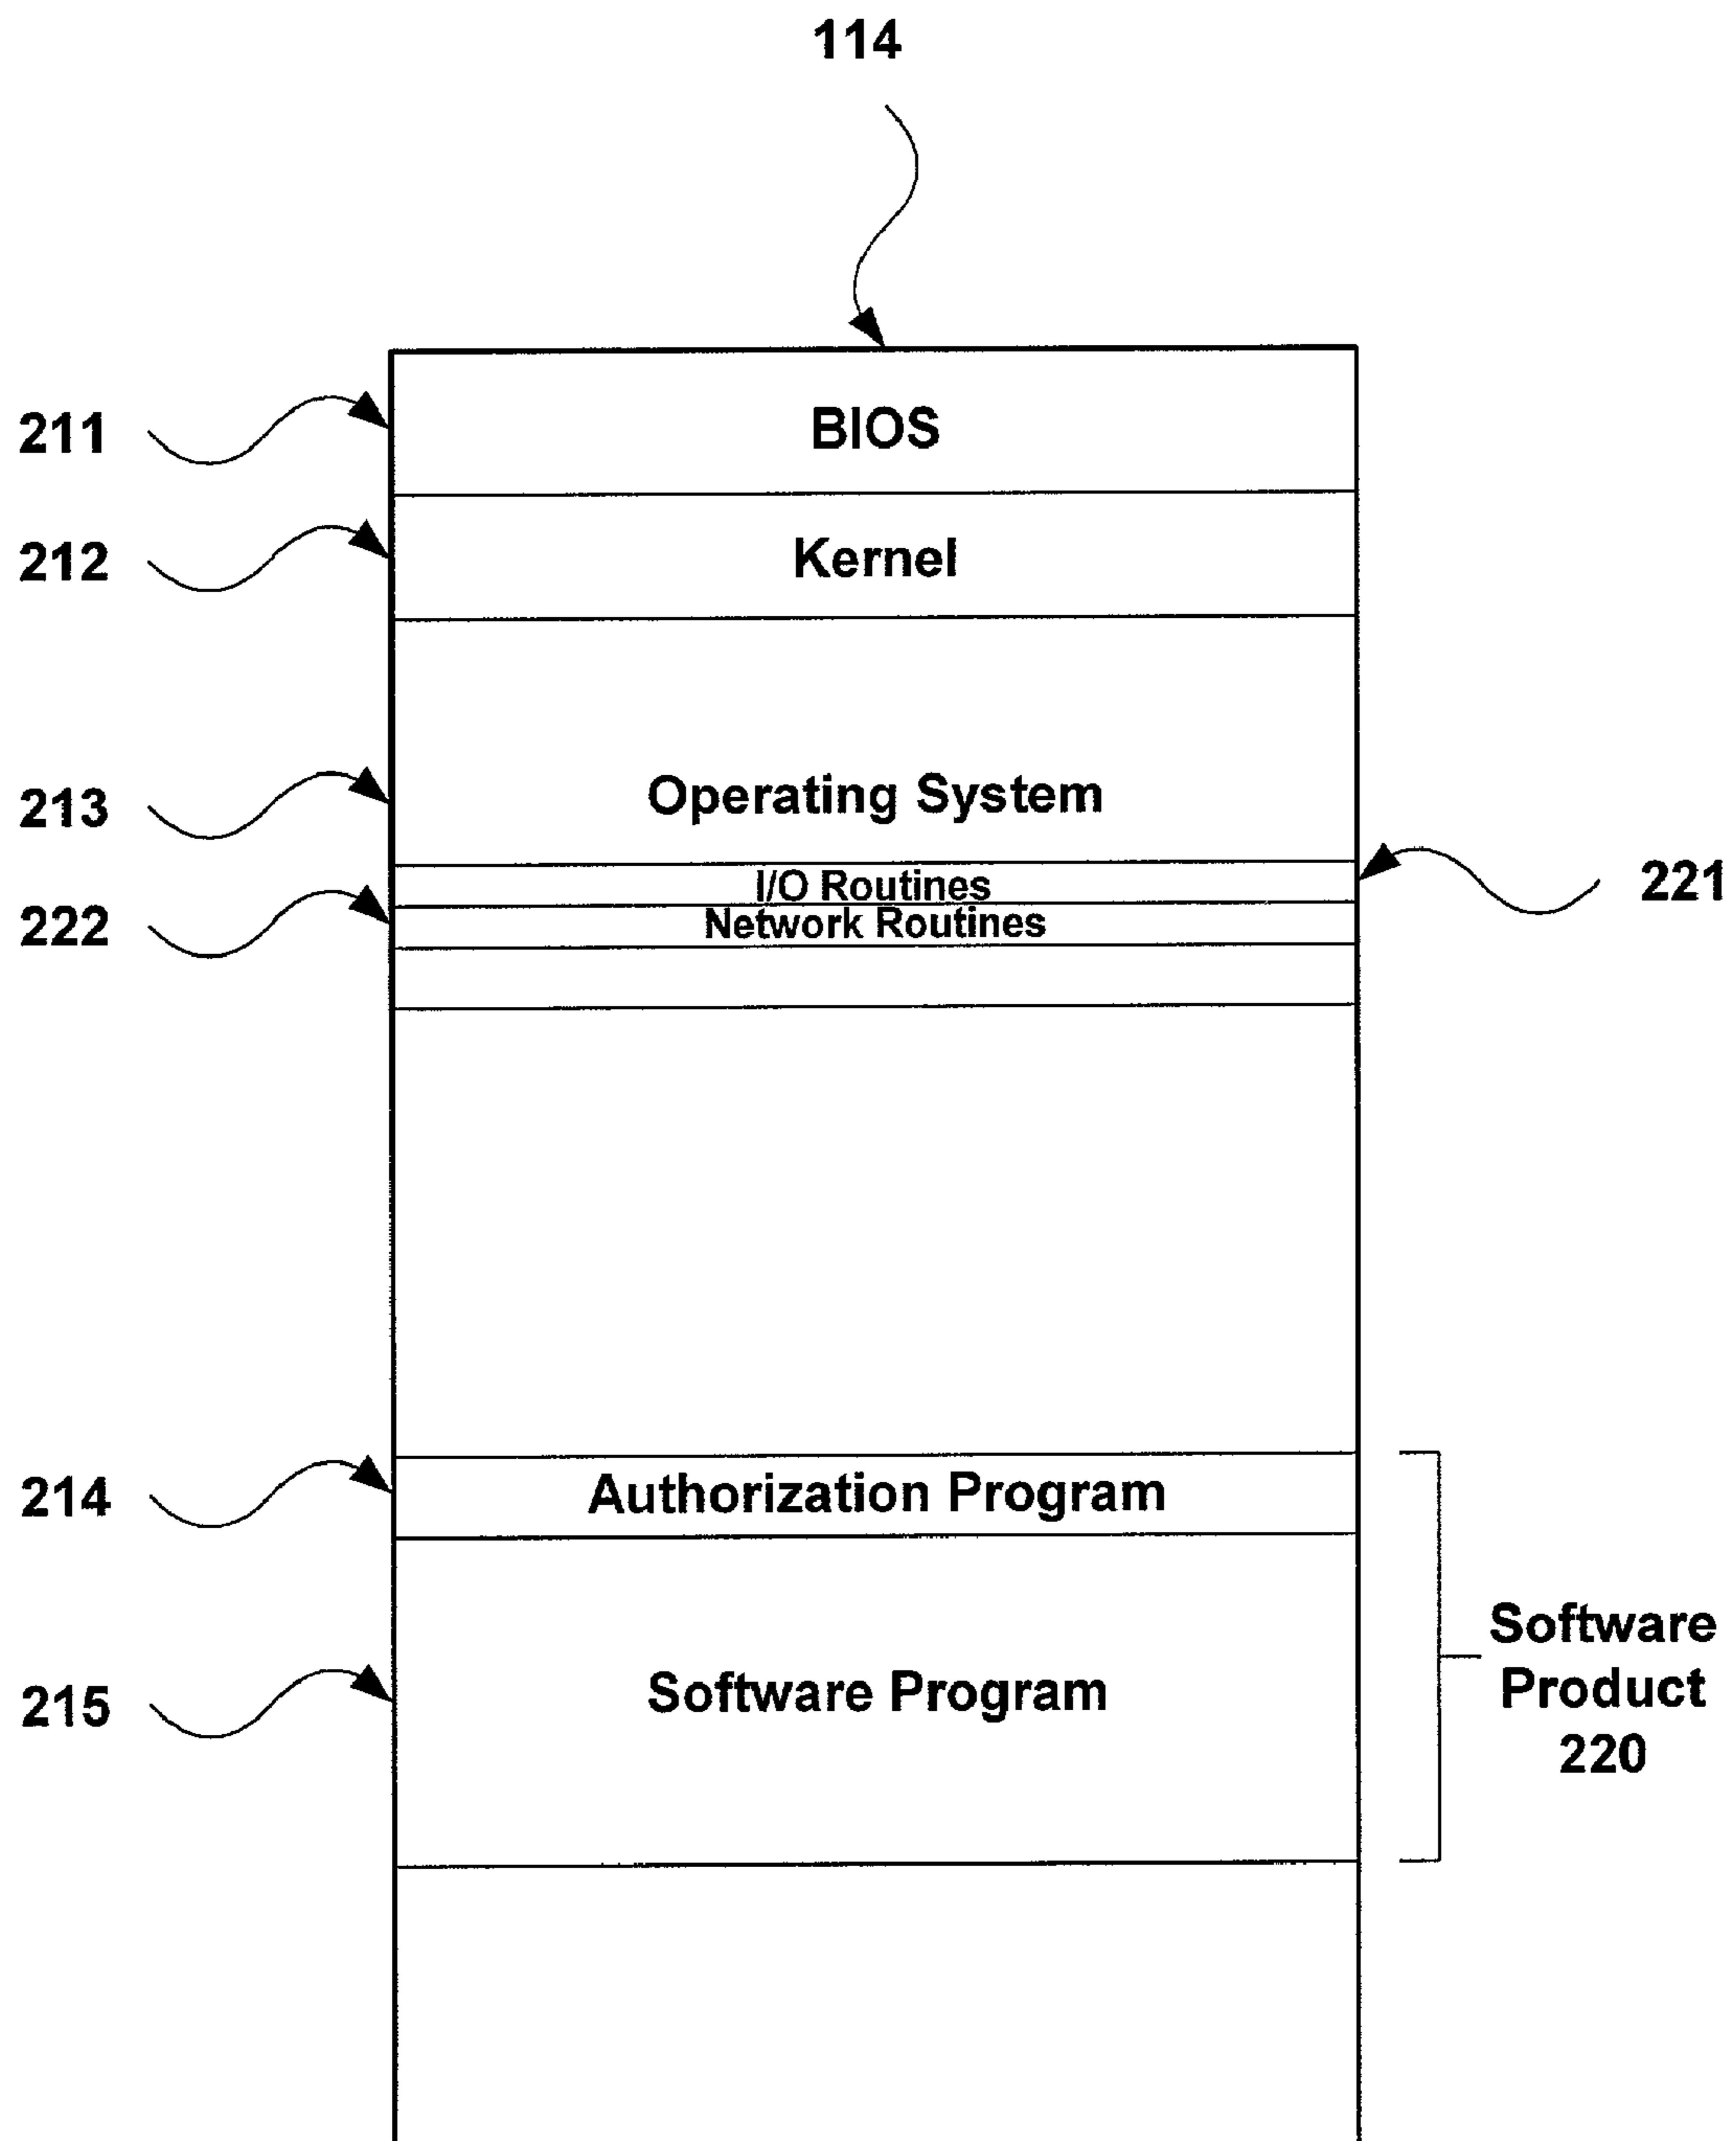 114
211
BIOS
212
Kernel
213
Operating System
I/O Routines
221
222
Network Routines
214
Authorization Program
215
Software Program
Software
Product
220